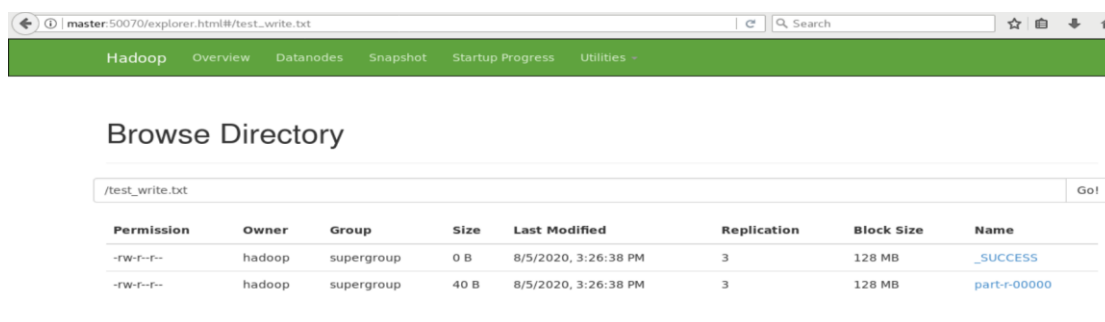 master:50070/explorer.html#/test_write.txt Search
Hadoop Overview Datanodes Snapshot Startup Progress Utilities
Browse Directory
/test_write.txt Go!
Permission Owner Group Size Last Modified Replication Block Size Name
-rw-r--r-- hadoop supergroup 0 B 8/5/2020, 3:26:38 PM 3 128 MB _SUCCESS
-rw-r--r-- hadoop supergroup 40 B 8/5/2020, 3:26:38 PM 3 128 MB part-r-00000